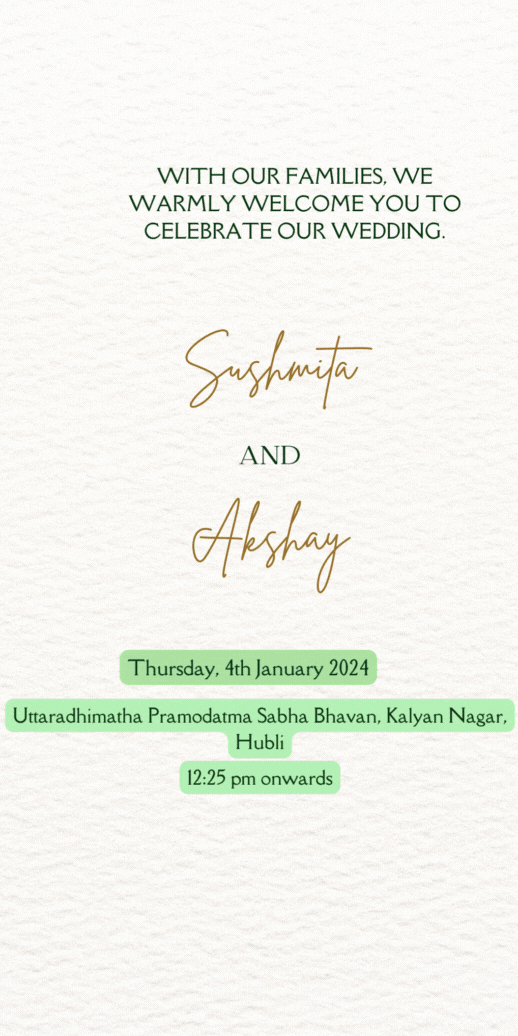 WITH OUR FAMILIES, WE
WARMLY WELCOME YOU TO
CELEBRATE OUR WEDDING.
Sushmita
AND
Akshay
Thursday, 4th January 2024
Uttaradhimatha Pramodatma Sabha Bhavan, Kalyan Nagar,
Hubli
12:25 pm onwards